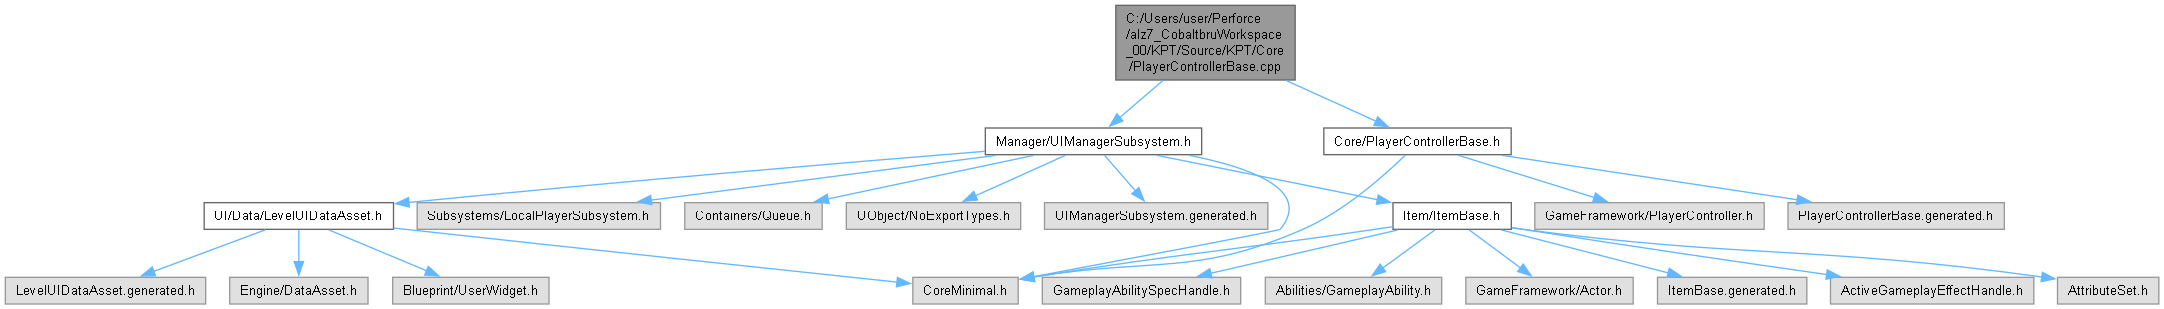 C:/Users/user/Perforce
/alz7_CobaltbruWorkspace
_00/KPT/Source/KPT/Core
/PlayerControllerBase.cpp
Manager/UIManagerSubsystem.h
Core/PlayerControllerBase.h
UI/Data/LevelUIDataAsset.h
Subsystems/LocalPlayerSubsystem.h
Containers/Queue.h
UObject/NoExportTypes.h
UIManagerSubsystem.generated.h
Item/ItemBase.h
GameFramework/PlayerController.h
PlayerControllerBase.generated.h
LevelUIDataAsset.generated.h
Engine/DataAsset.h
Blueprint/UserWidget.h
CoreMinimal.h
GameplayAbilitySpecHandle.h
Abilities/GameplayAbility.h
GameFramework/Actor.h
ItemBase.generated.h
ActiveGameplayEffectHandle.h
AttributeSet.h